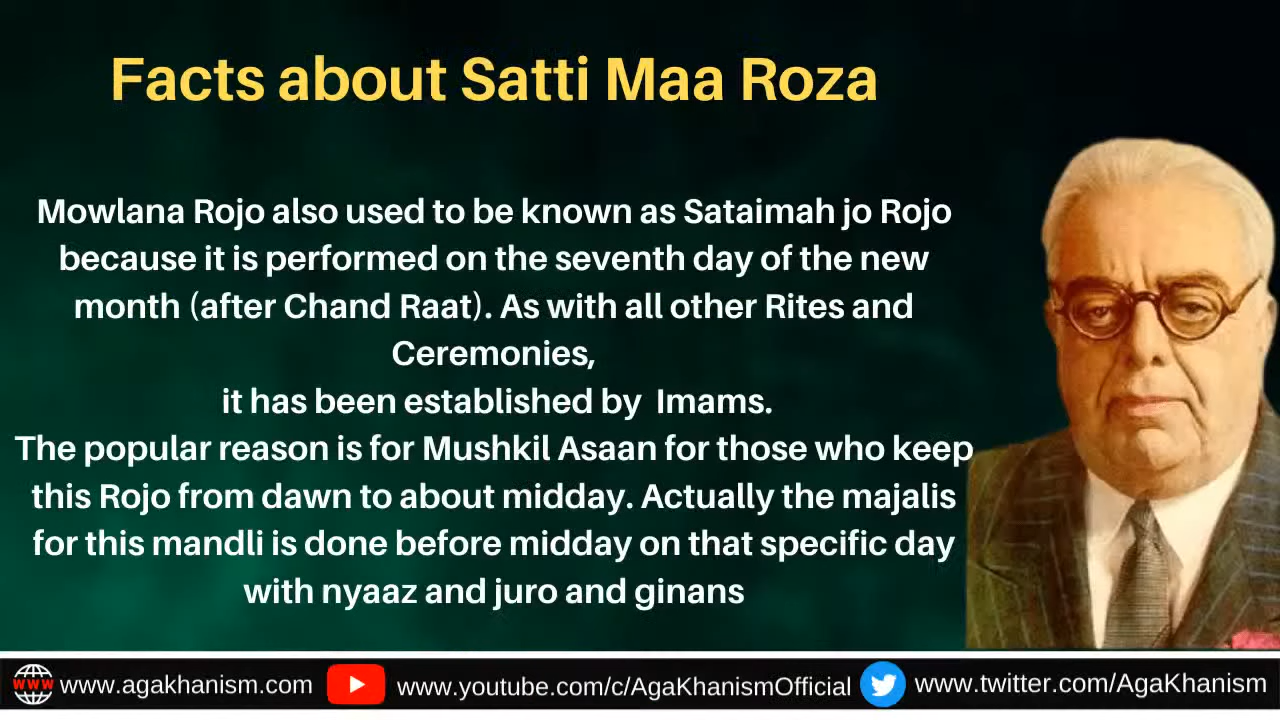 Facts about Satti Maa Roza
Mowlana Rojo also used to be known as Sataimah jo Rojo
because it is performed on the seventh day of the new
month (after Chand Raat). As with all other Rites and
Ceremonies,
it has been established by Imams.
The popular reason is for Mushkil Asaan for those who keep
this Rojo from dawn to about midday. Actually the majalis
for this mandli is done before midday on that specific day
with nyaaz and juro and ginans
WWW www.agakhanism.com www.youtube.com/c/AgaKhanismOfficial www.twitter.com/AgaKhanism